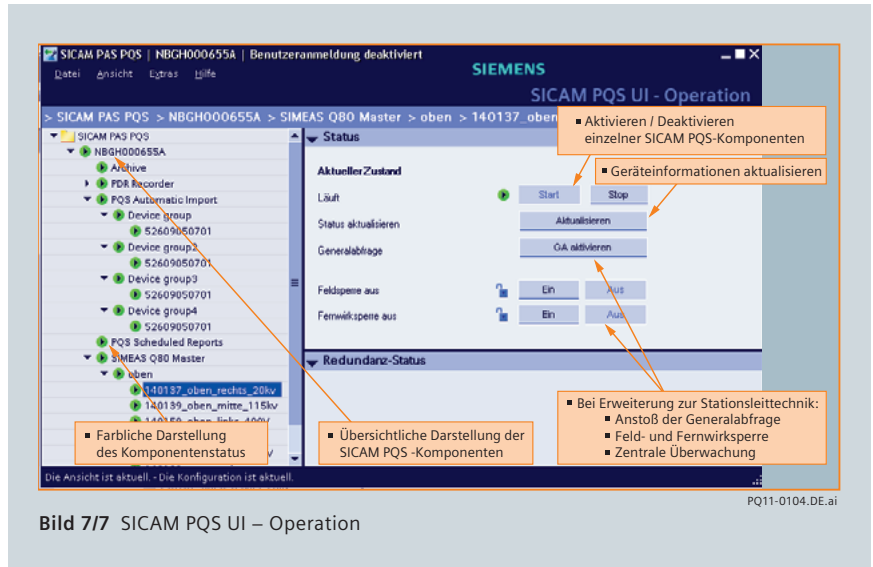 SICAM PAS PQS | NBGH000655A | Benutzeranmeldung deaktiviert
Datei Ansicht Extras Hilfe
SIEMENS
SICAM PQS UI - Operation
> SICAM PAS PQS > NBGH000655A > SIMEAS Q80 Master > oben > 140137_oben
SICAM PAS PQS
NBGH000655A
Archive
PDR Recorder
PQS Automatic Import
Device group
52609050701
Device group2
52609050701
Device group3
52609050701
Device group4
52609050701
PQS Scheduled Reports
SIMEAS Q80 Master
oben
140137_oben_rechts_20kv
140139_oben_mitte_115kv
Status
Aktueller Zustand
Läuft
Start Stop
Status aktualisieren
Aktualisieren
Generalabfrage
GA aktivieren
Feldsperre aus
Ein Aus
Fernwirksperre aus
Ein Aus
Redundanz-Status
▪ Aktivieren / Deaktivieren
einzelner SICAM PQS-Komponenten
▪ Geräteinformationen aktualisieren
▪ Farbliche Darstellung
des Komponentenstatus
▪ Übersichtliche Darstellung der
SICAM PQS -Komponenten
▪ Bei Erweiterung zur Stationsleittechnik:
▪ Anstoß der Generalabfrage
▪ Feld- und Fernwirksperre
▪ Zentrale Überwachung
Die Ansicht ist aktuell. - Die Konfiguration ist aktuell.
PQ11-0104.DE.ai
Bild 7/7 SICAM PQS UI – Operation